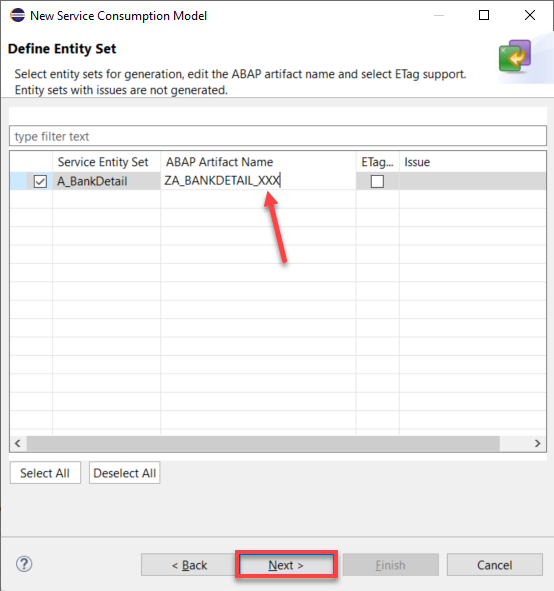 New Service Consumption Model
Define Entity Set
Select entity sets for generation, edit the ABAP artifact name and select ETag support.
Entity sets with issues are not generated.
type filter text
Service Entity Set ABAP Artifact Name ETag... Issue
A_BankDetail ZA_BANKDETAIL_XXX
Select All Deselect All
? < Back Next > Finish Cancel